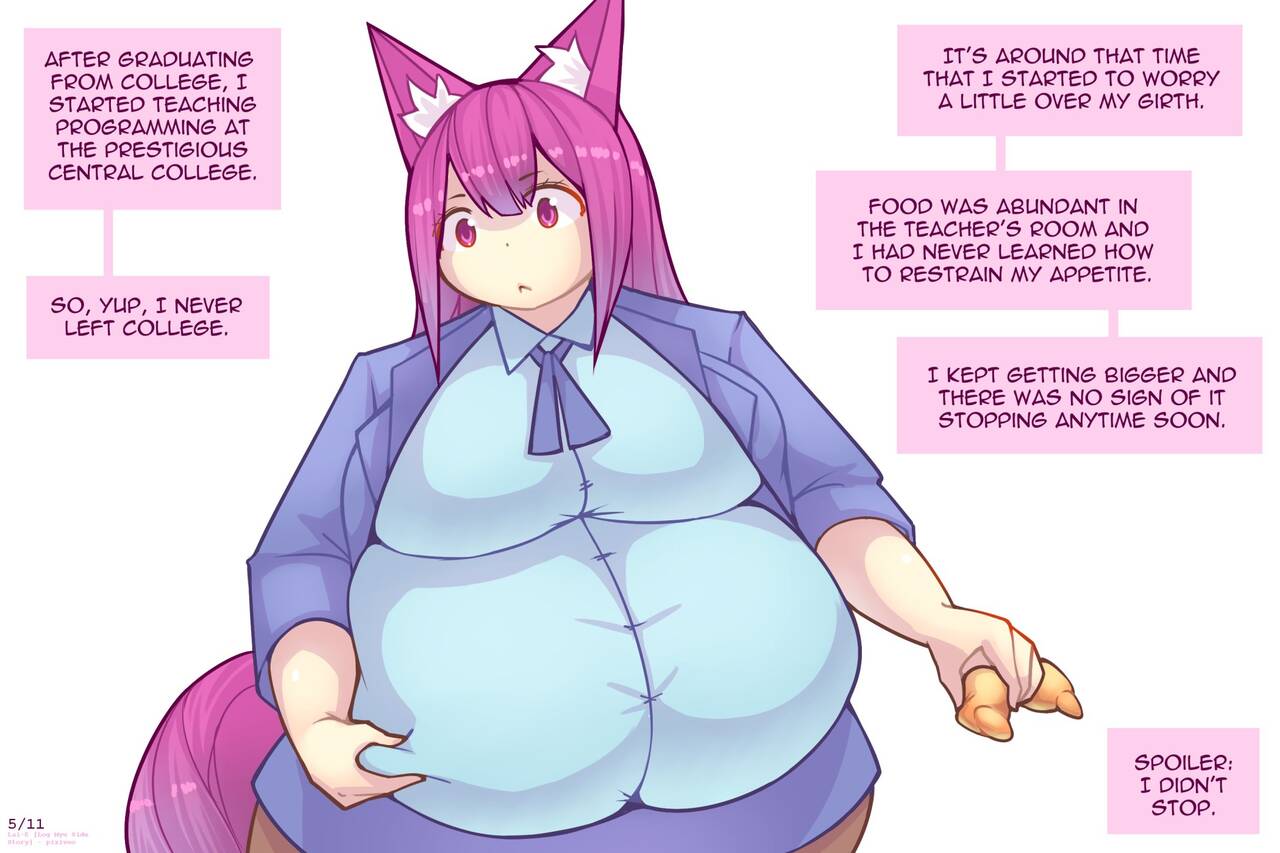 AFTER GRADUATING
FROM COLLEGE, I
STARTED TEACHING
PROGRAMMING AT
THE PRESTIGIOUS
CENTRAL COLLEGE.
SO, YUP, I NEVER
LEFT COLLEGE.
IT'S AROUND THAT TIME
THAT I STARTED TO WORRY
A LITTLE OVER MY GIRTH.
FOOD WAS ABUNDANT IN
THE TEACHER'S ROOM AND
I HAD NEVER LEARNED HOW
TO RESTRAIN MY APPETITE.
I KEPT GETTING BIGGER AND
THERE WAS NO SIGN OF IT
STOPPING ANYTIME SOON.
SPOILER:
I DIDN'T
STOP.
5/11
Side
Story] -